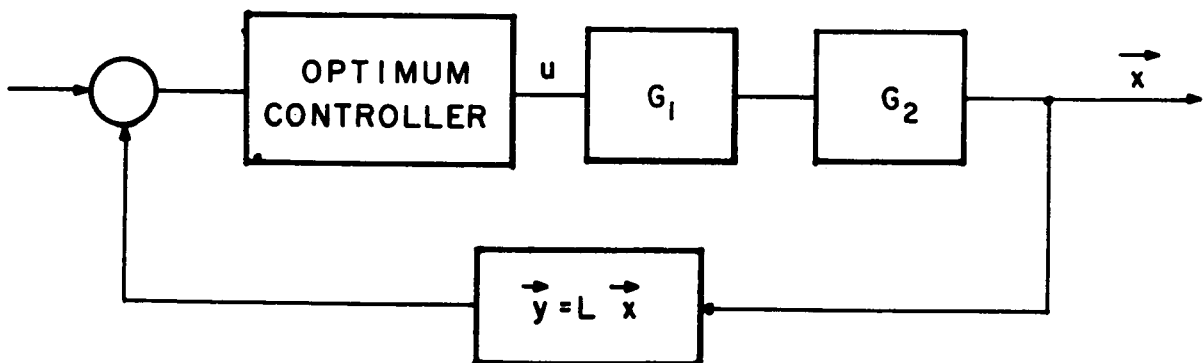 OPTIMUM
CONTROLLER
u
G₁
G₂
x⃗
y⃗ = L x⃗